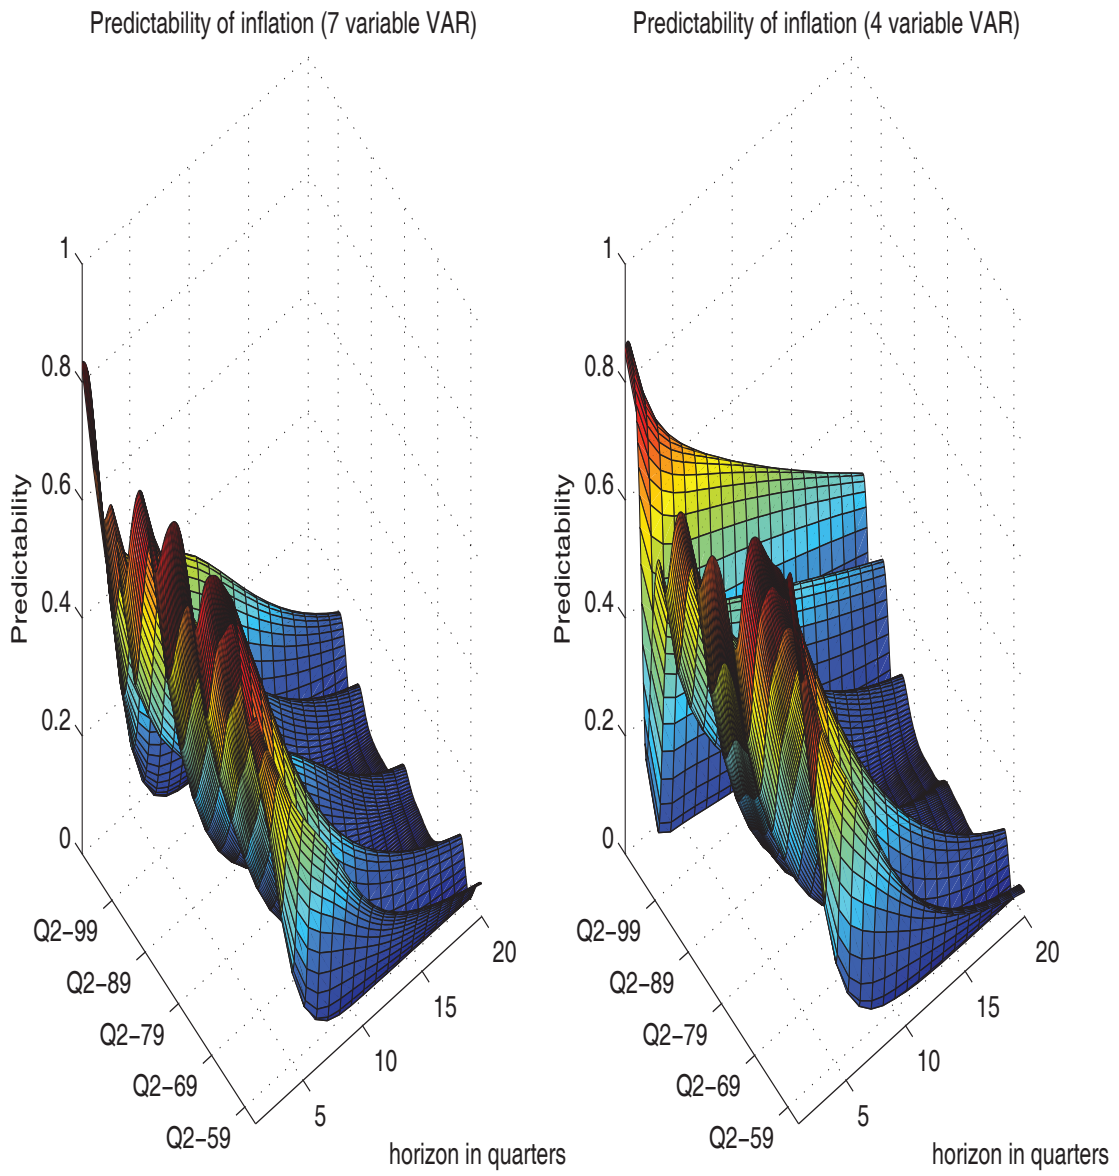 Predictability of inflation (7 variable VAR)
1
0.8
0.6
0.4
0.2
0
Predictability
Q2−99
Q2−89
Q2−79
Q2−69
Q2−59
5
10
15
20
horizon in quarters
Predictability of inflation (4 variable VAR)
1
0.8
0.6
0.4
0.2
0
Predictability
Q2−99
Q2−89
Q2−79
Q2−69
Q2−59
5
10
15
20
horizon in quarters